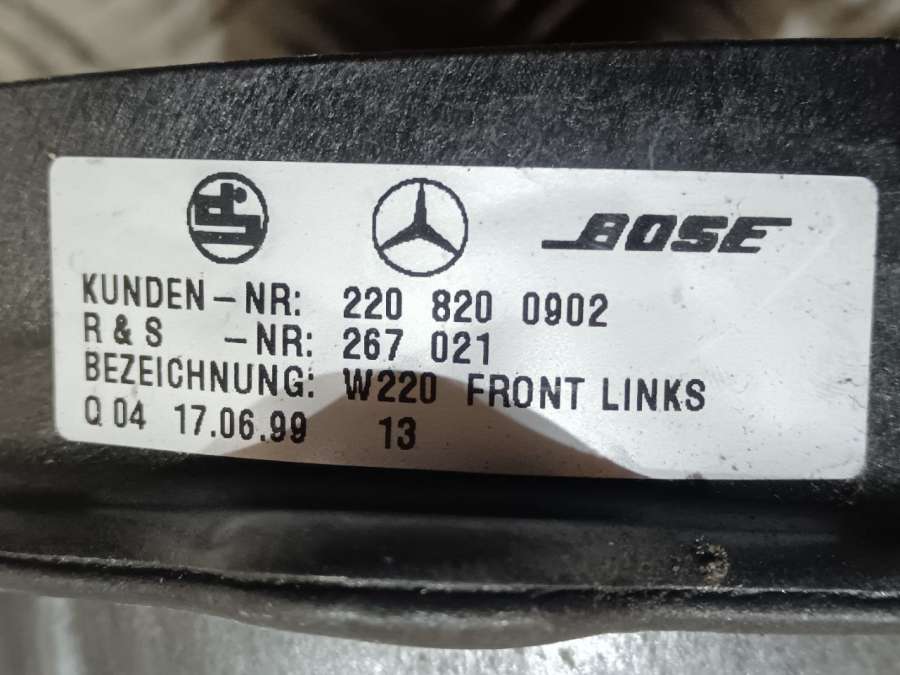 BOSE
KUNDEN-NR: 220 820 0902
R & S -NR: 267 021
BEZEICHNUNG: W220 FRONT LINKS
Q 04 17.06.99 13